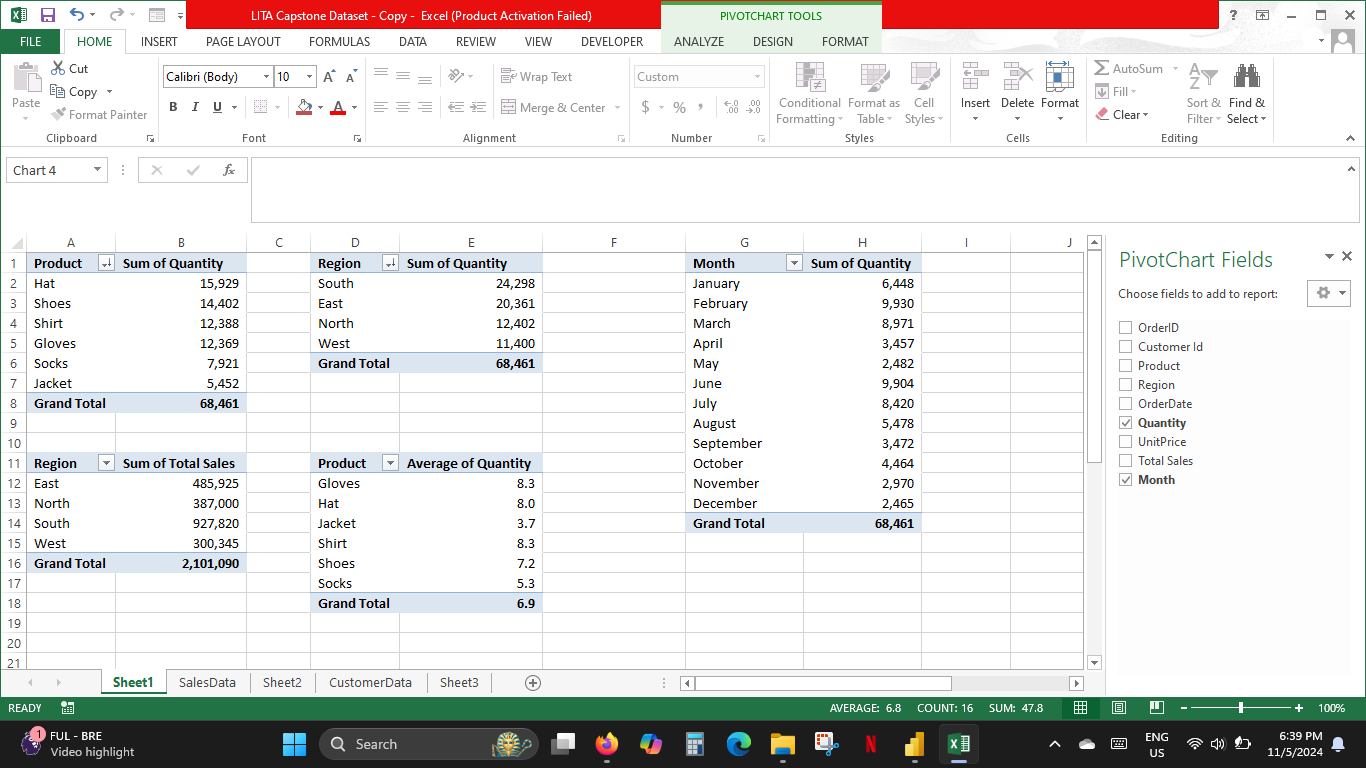 LITA Capstone Dataset - Copy - Excel (Product Activation Failed)
PIVOTCHART TOOLS
?
FILE HOME INSERT PAGE LAYOUT FORMULAS DATA REVIEW VIEW DEVELOPER ANALYZE DESIGN FORMAT
Paste
Cut
Copy
Format Painter
Clipboard
Calibri (Body) 10 A A
B I U A
Font
Wrap Text
Merge & Center
Alignment
Custom
$ % ,
Number
Conditional Formatting
Format as Table
Cell Styles
Styles
Insert Delete Format
Cells
AutoSum
Fill
Clear
Sort & Filter
Find & Select
Editing
Chart 4 fx
A B C D E F G H I J
1 Product Sum of Quantity Region Sum of Quantity Month Sum of Quantity
2 Hat 15,929 South 24,298 January 6,448
3 Shoes 14,402 East 20,361 February 9,930
4 Shirt 12,388 North 12,402 March 8,971
5 Gloves 12,369 West 11,400 April 3,457
6 Socks 7,921 Grand Total 68,461 May 2,482
7 Jacket 5,452 June 9,904
8 Grand Total 68,461 July 8,420
9 August 5,478
10 September 3,472
11 Region Sum of Total Sales Product Average of Quantity October 4,464
12 East 485,925 Gloves 8.3 November 2,970
13 North 387,000 Hat 8.0 December 2,465
14 South 927,820 Jacket 3.7 Grand Total 68,461
15 West 300,345 Shirt 8.3
16 Grand Total 2,101,090 Shoes 7.2
17 Socks 5.3
18 Grand Total 6.9
19
20
21
PivotChart Fields
Choose fields to add to report:
OrderID
Customer Id
Product
Region
OrderDate
Quantity
UnitPrice
Total Sales
Month
Sheet1 SalesData Sheet2 CustomerData Sheet3
READY AVERAGE: 6.8 COUNT: 16 SUM: 47.8 100%
1
FUL - BRE
Video highlight
Search
ENG
US
6:39 PM
11/5/2024